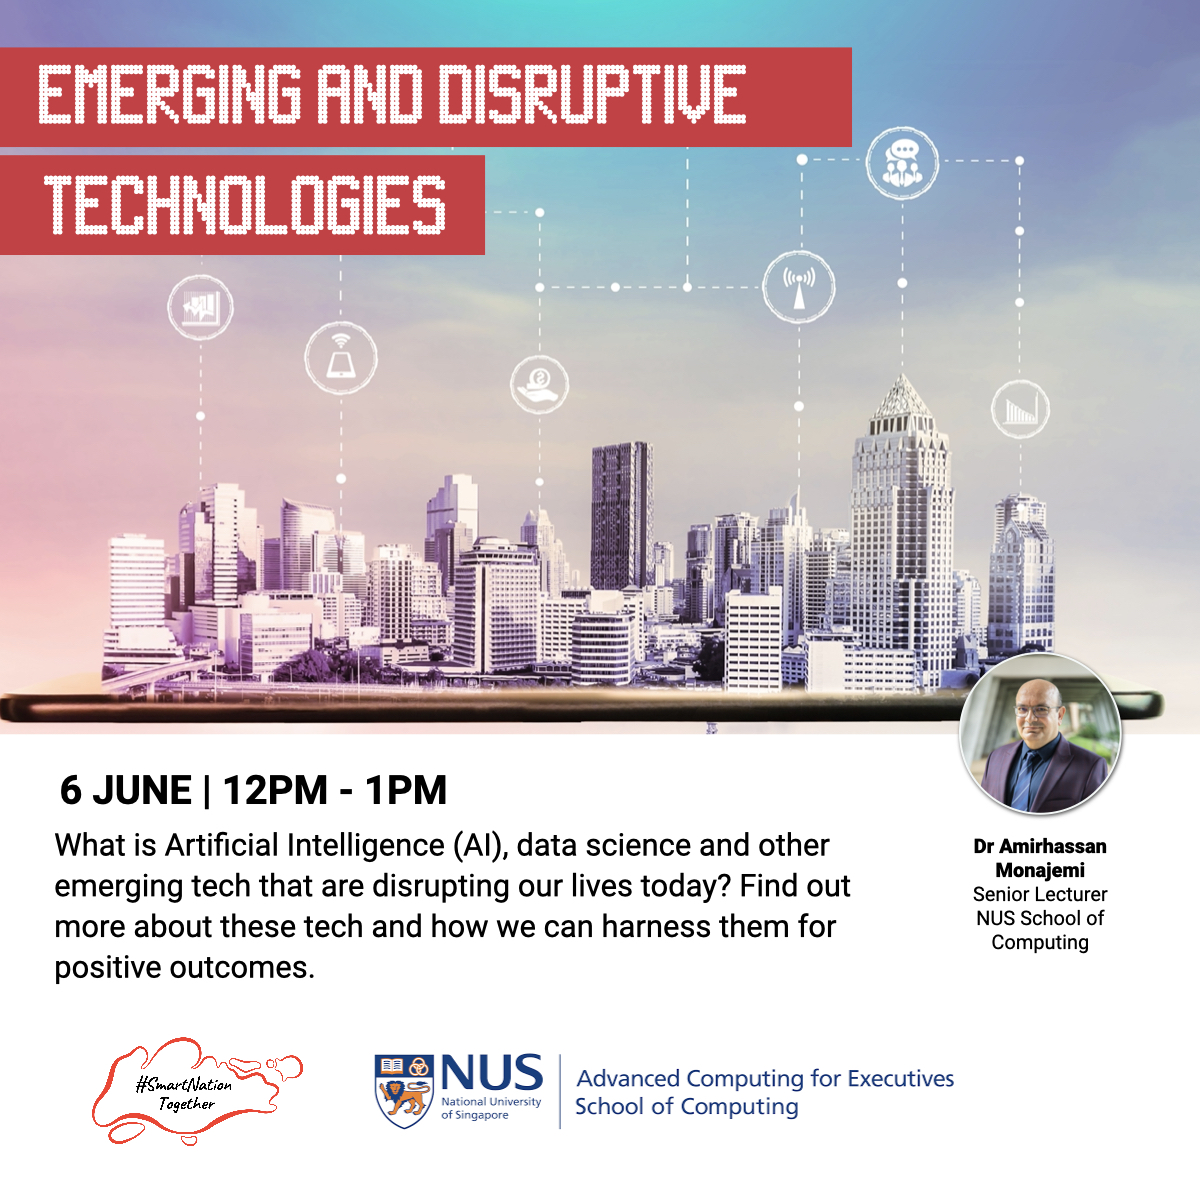 EMERGING AND DISRUPTIVE
TECHNOLOGIES
6 JUNE | 12PM - 1PM
What is Artificial Intelligence (AI), data science and other
emerging tech that are disrupting our lives today? Find out
more about these tech and how we can harness them for
positive outcomes.
Dr Amirhassan
Monajemi
Senior Lecturer
NUS School of
Computing
#SmartNation
Together
NUS
National University
of Singapore
Advanced Computing for Executives
School of Computing